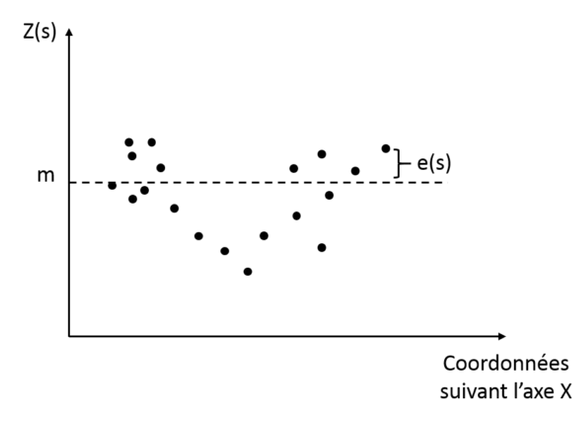 Z(s)
m
e(s)
Coordonnées
suivant l'axe X